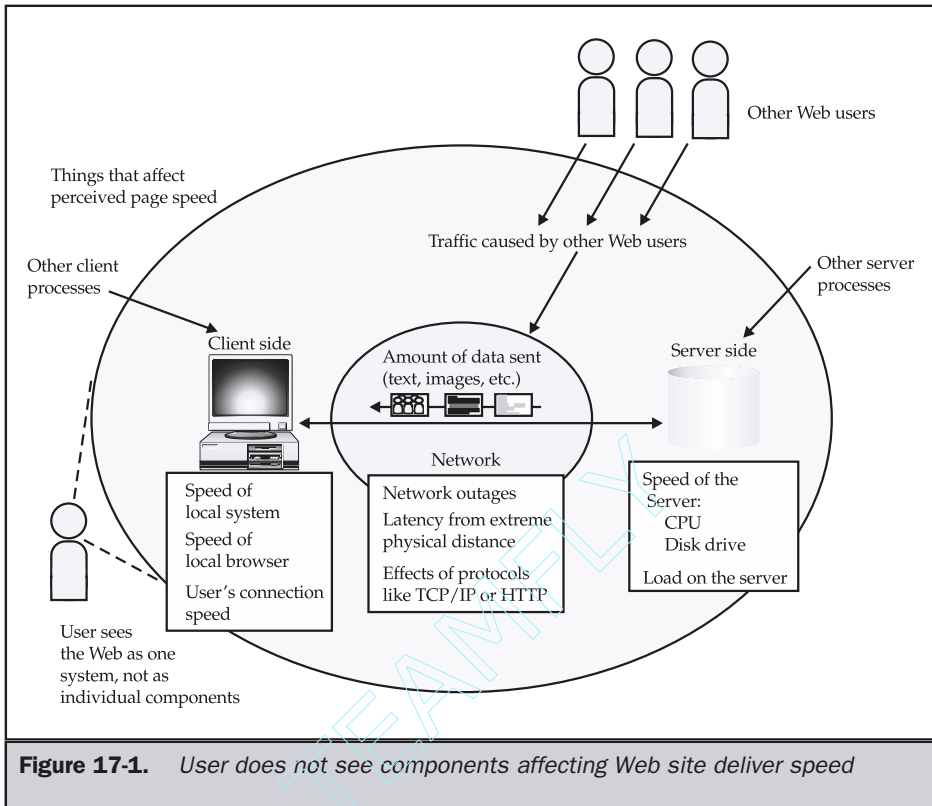 Other Web users
Things that affect
perceived page speed
Traffic caused by other Web users
Other client
processes
Other server
processes
Client side
Amount of data sent
(text, images, etc.)
Server side
Network
Speed of
local system
Speed of
local browser
User's connection
speed
Network outages
Latency from extreme
physical distance
Effects of protocols
like TCP/IP or HTTP
Speed of the
Server:
CPU
Disk drive
Load on the server
User sees
the Web as one
system, not as
individual components
TEAMFLY
Figure 17-1. User does not see components affecting Web site deliver speed